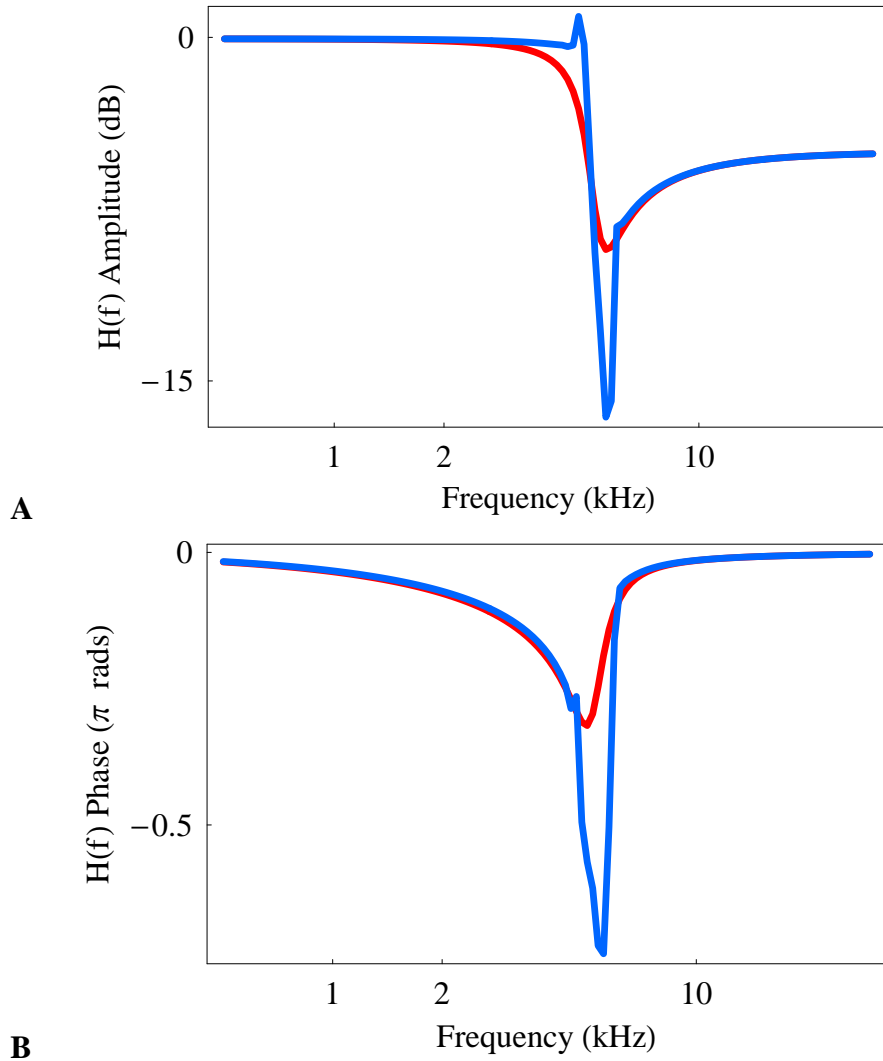 0
H(f) Amplitude (dB)
−15
1 2 10
Frequency (kHz)
A
0
H(f) Phase (π rads)
−0.5
1 2 10
Frequency (kHz)
B